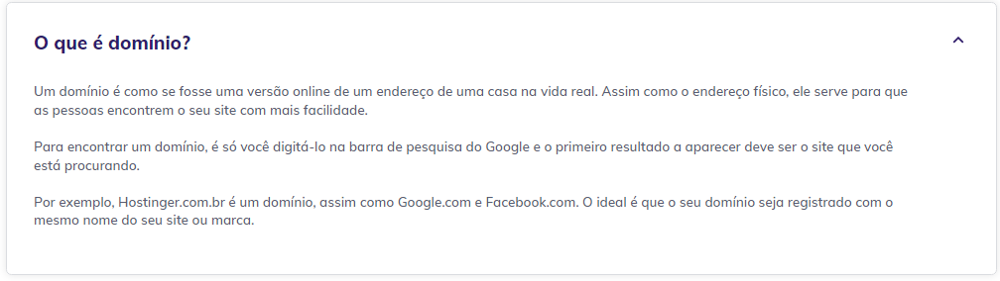 O que é domínio?
Um domínio é como se fosse uma versão online de um endereço de uma casa na vida real. Assim como o endereço físico, ele serve para que
as pessoas encontrem o seu site com mais facilidade.
Para encontrar um domínio, é só você digitá-lo na barra de pesquisa do Google e o primeiro resultado a aparecer deve ser o site que você
está procurando.
Por exemplo, Hostinger.com.br é um domínio, assim como Google.com e Facebook.com. O ideal é que o seu domínio seja registrado com o
mesmo nome do seu site ou marca.